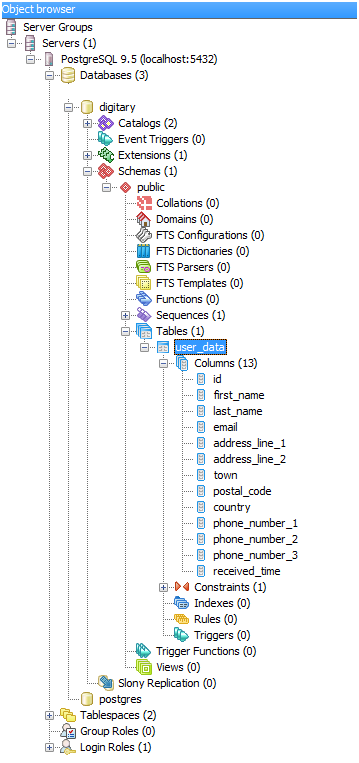 Object browser
Server Groups
Servers (1)
PostgreSQL 9.5 (localhost:5432)
Databases (3)
digitary
Catalogs (2)
Event Triggers (0)
Extensions (1)
Schemas (1)
public
Collations (0)
Domains (0)
FTS Configurations (0)
FTS Dictionaries (0)
FTS Parsers (0)
FTS Templates (0)
Functions (0)
Sequences (1)
Tables (1)
user_data
Columns (13)
id
first_name
last_name
email
address_line_1
address_line_2
town
postal_code
country
phone_number_1
phone_number_2
phone_number_3
received_time
Constraints (1)
Indexes (0)
Rules (0)
Triggers (0)
Trigger Functions (0)
Views (0)
Slony Replication (0)
postgres
Tablespaces (2)
Group Roles (0)
Login Roles (1)